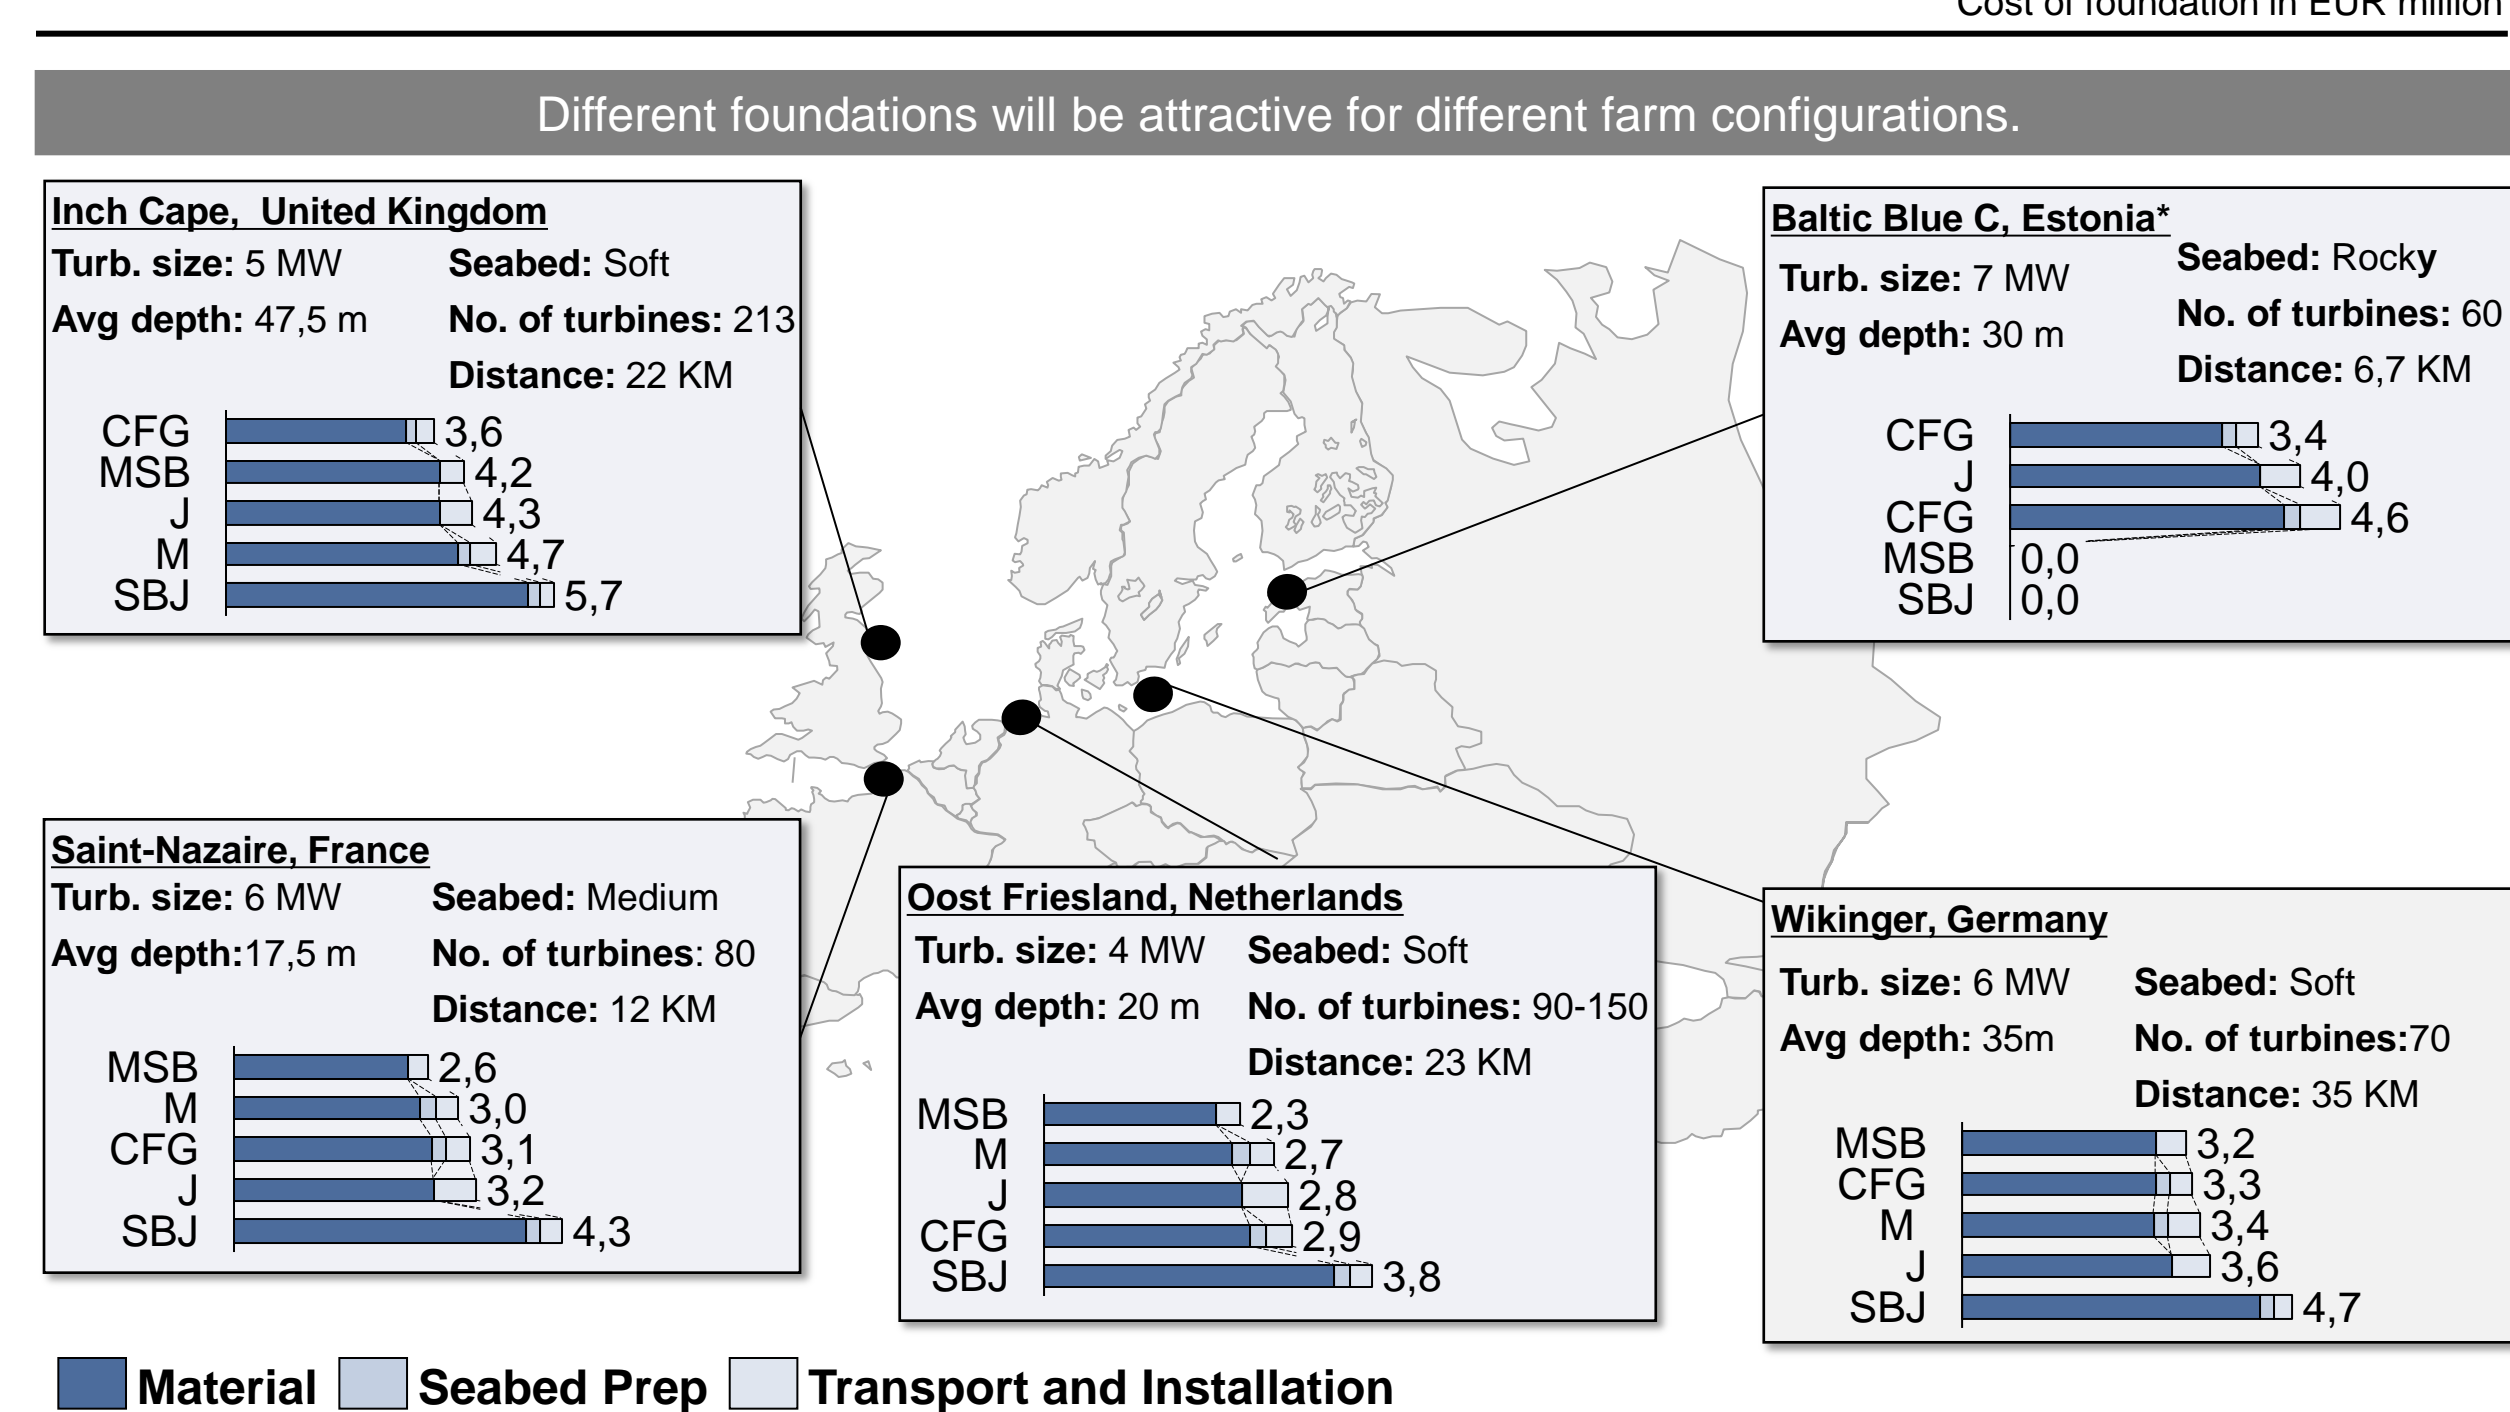 Cost of foundation in EUR million
Different foundations will be attractive for different farm configurations.
Inch Cape, United Kingdom
Turb. size: 5 MW Seabed: Soft
Avg depth: 47,5 m No. of turbines: 213
Distance: 22 KM
CFG 3,6
MSB 4,2
J 4,3
M 4,7
SBJ 5,7
Baltic Blue C, Estonia*
Seabed: Rocky
Turb. size: 7 MW
No. of turbines: 60
Avg depth: 30 m
Distance: 6,7 KM
CFG 3,4
J 4,0
CFG 4,6
MSB 0,0
SBJ 0,0
Saint-Nazaire, France
Turb. size: 6 MW Seabed: Medium
Avg depth:17,5 m No. of turbines: 80
Distance: 12 KM
MSB 2,6
M 3,0
CFG 3,1
J 3,2
SBJ 4,3
Oost Friesland, Netherlands
Turb. size: 4 MW Seabed: Soft
Avg depth: 20 m No. of turbines: 90-150
Distance: 23 KM
MSB 2,3
M 2,7
J 2,8
CFG 2,9
SBJ 3,8
Wikinger, Germany
Turb. size: 6 MW Seabed: Soft
Avg depth: 35m No. of turbines:70
Distance: 35 KM
MSB 3,2
CFG 3,3
M 3,4
J 3,6
SBJ 4,7
Material Seabed Prep Transport and Installation